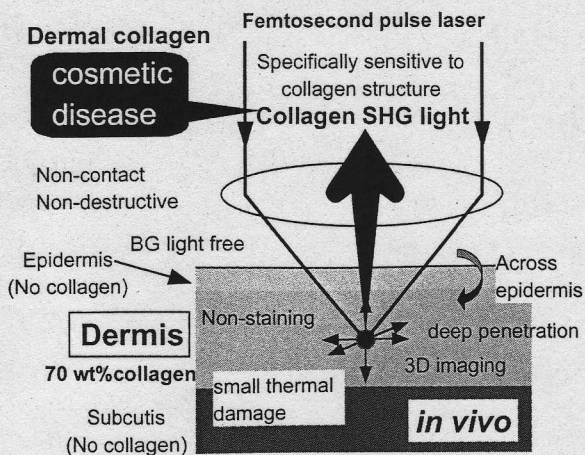 Femtosecond pulse laser
Dermal collagen
cosmetic
disease
Specifically sensitive to
collagen structure
Collagen SHG light
Non-contact
Non-destructive
BG light free
Epidermis
(No collagen)
Across
epidermis
Non-staining
Dermis
70 wt%collagen
deep penetration
3D imaging
small thermal
damage
Subcutis
(No collagen)
in vivo